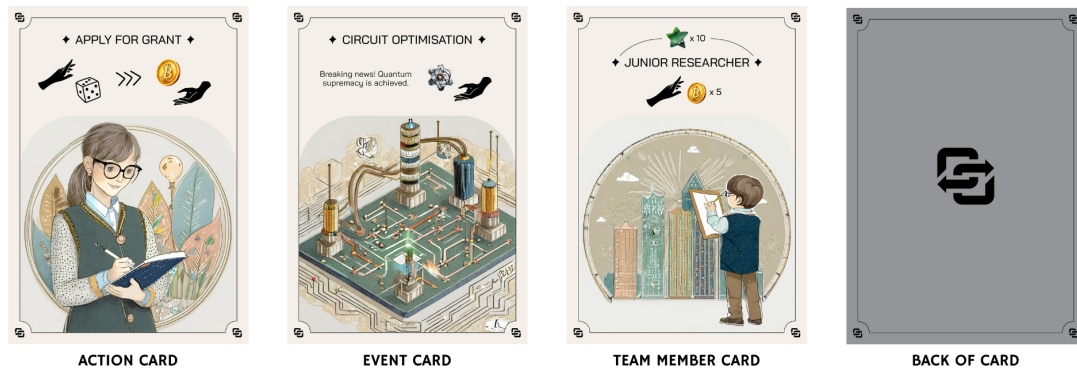 ✦ APPLY FOR GRANT ✦
✦ CIRCUIT OPTIMISATION ✦
Breaking news! Quantum
supremacy is achieved.
x 10
✦ JUNIOR RESEARCHER ✦
x 5
ACTION CARD
EVENT CARD
TEAM MEMBER CARD
BACK OF CARD